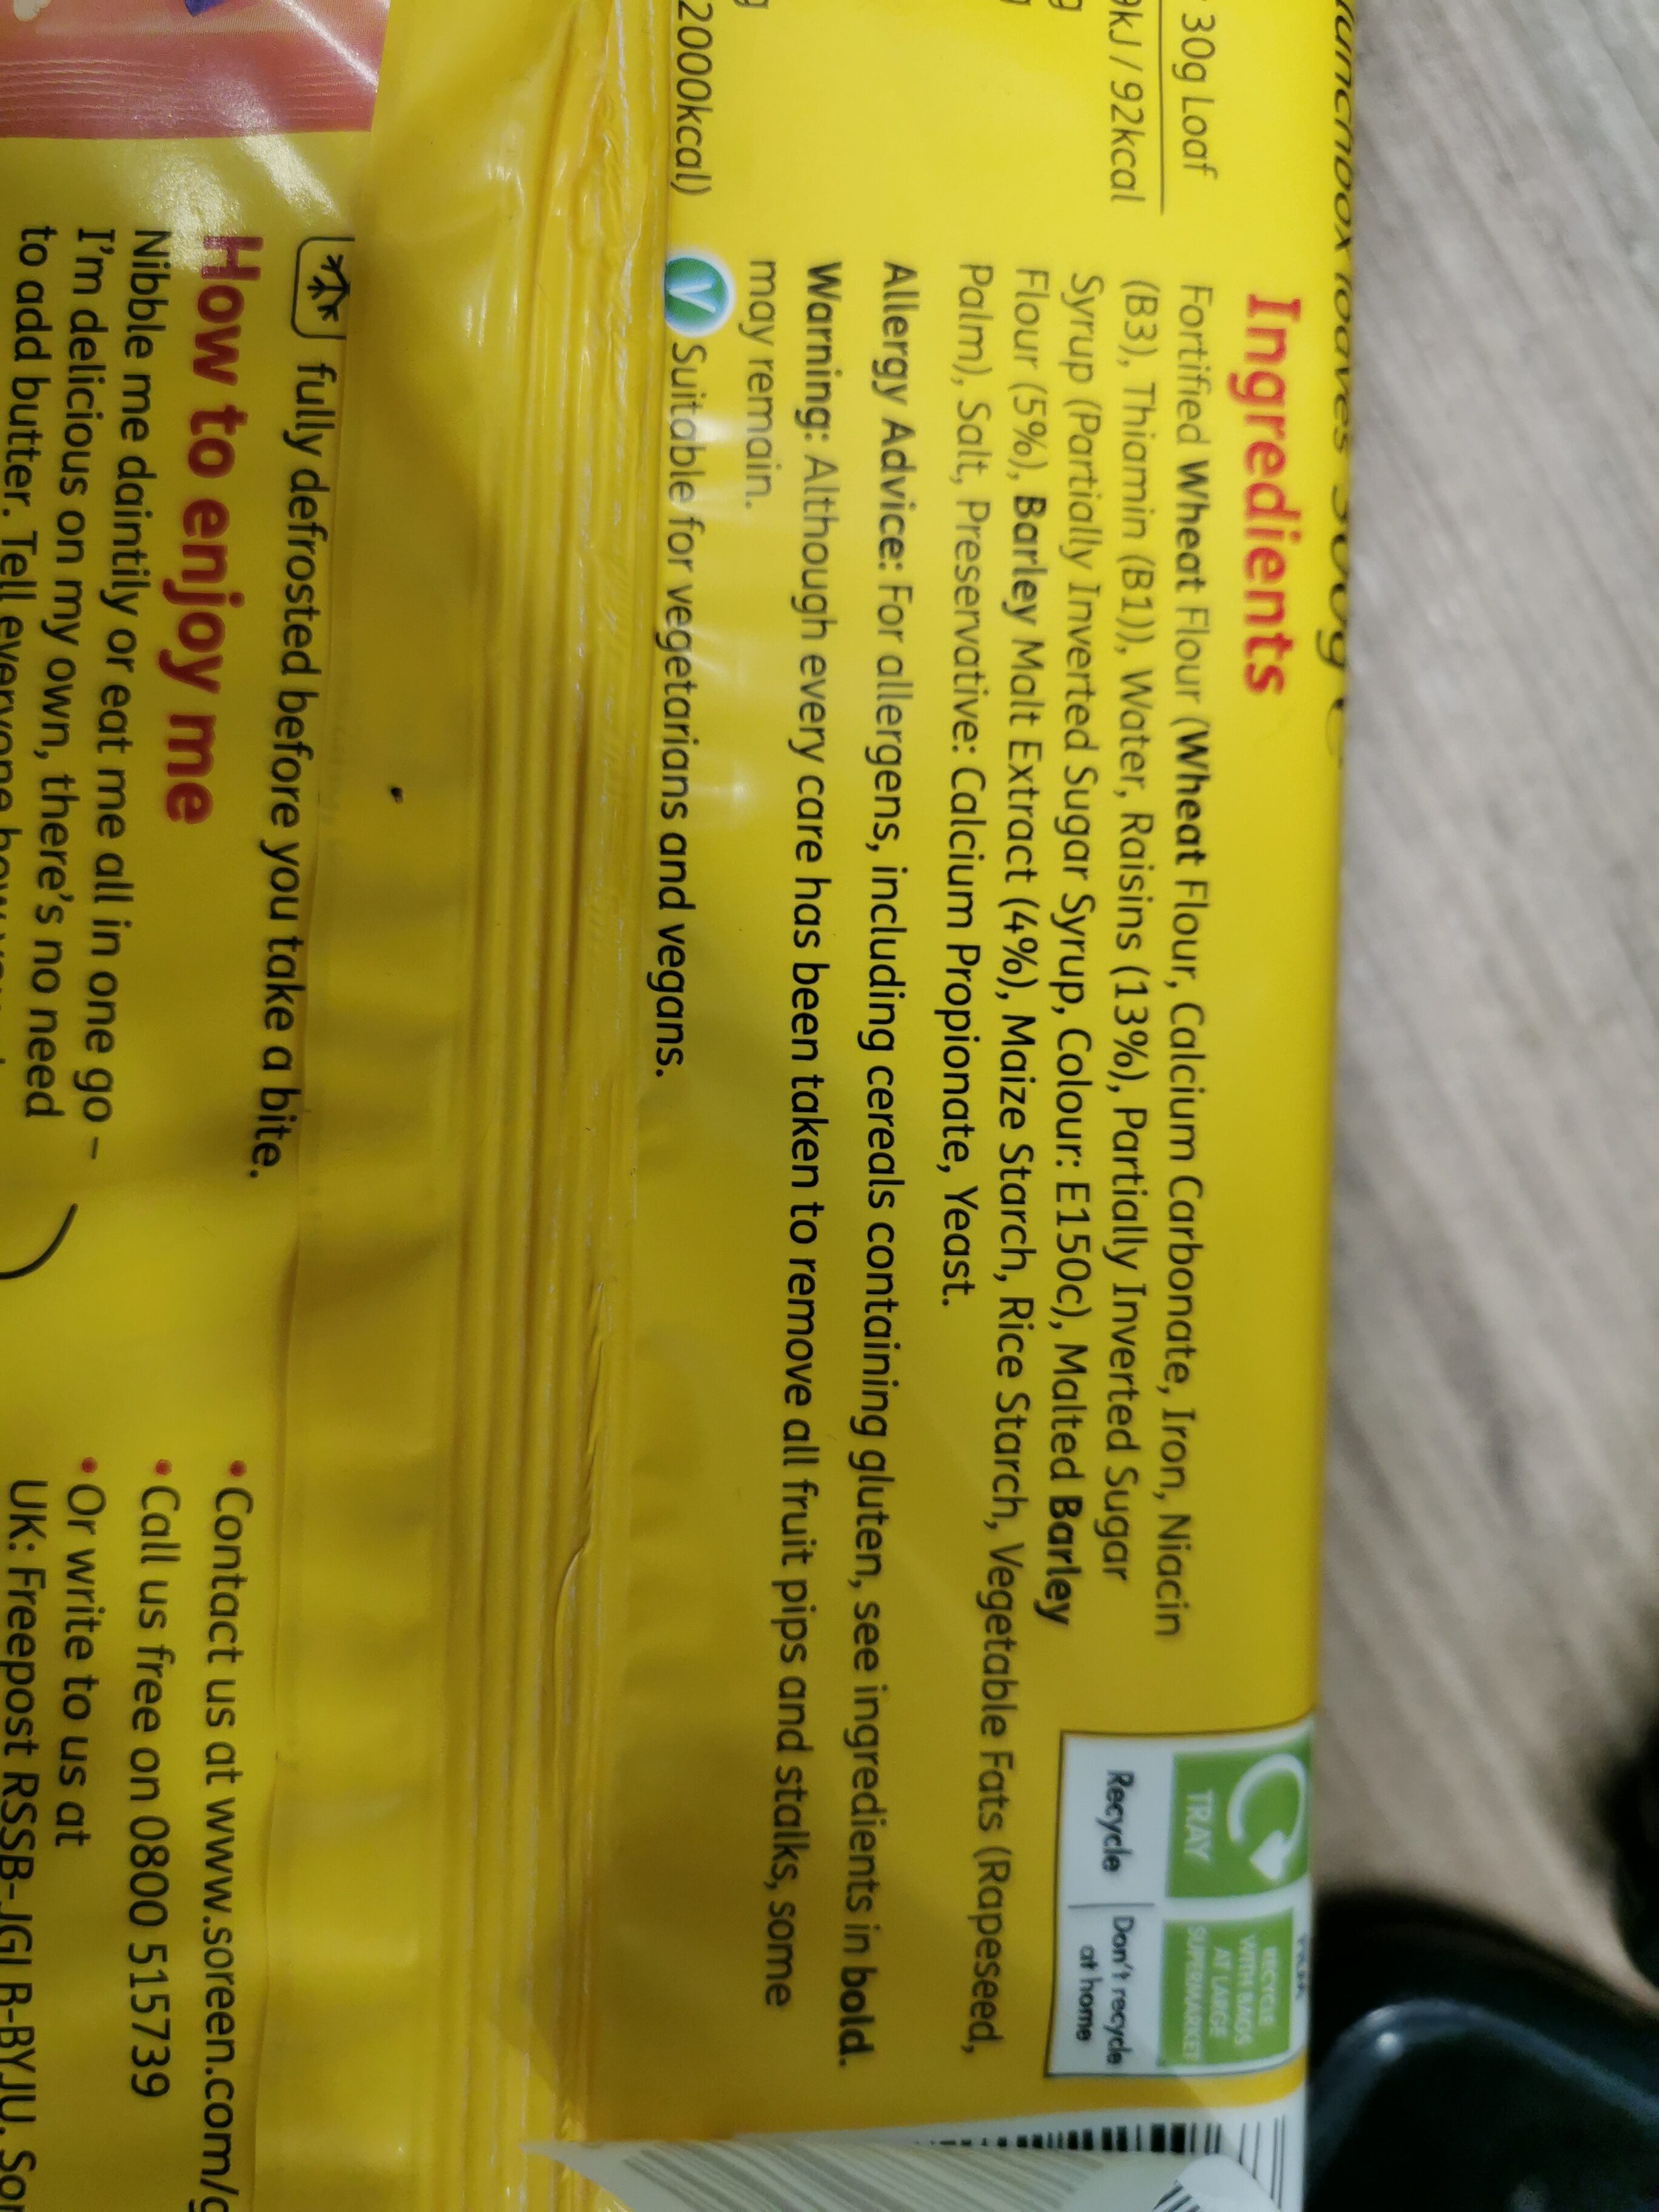 30g Loaf
kJ / 92kcal
g
g
g
2000kcal)
Ingredients
Fortified Wheat Flour (Wheat Flour, Calcium Carbonate, Iron, Niacin
(B3), Thiamin (B1)), Water, Raisins (13%), Partially Inverted Sugar
Syrup (Partially Inverted Sugar Syrup, Colour: E150c), Malted Barley
Flour (5%), Barley Malt Extract (4%), Maize Starch, Rice Starch, Vegetable Fats (Rapeseed,
Palm), Salt, Preservative: Calcium Propionate, Yeast.
Allergy Advice: For allergens, including cereals containing gluten, see ingredients in bold.
Warning: Although every care has been taken to remove all fruit pips and stalks, some
may remain.
V Suitable for vegetarians and vegans.
TRAY
Recycle
RECYCLE
WITH BAGS
AT LARGE
SUPERMARKET
Don't recycle
at home
fully defrosted before you take a bite.
How to enjoy me
Nibble me daintily or eat me all in one go –
I'm delicious on my own, there's no need
to add butter. Tell everyone how
• Contact us at www.soreen.com/
• Call us free on 0800 515739
• Or write to us at
UK: Freepost RSSB-JGLB-BYJU,